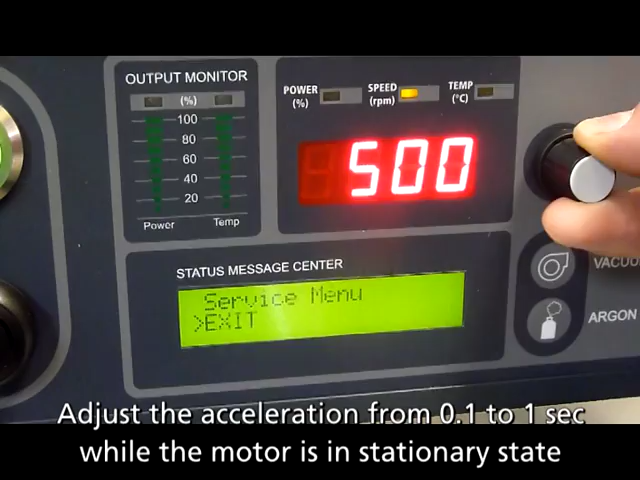 OUTPUT MONITOR
(%)
100
80
60
40
20
Power
Temp
POWER
(%)
SPEED
(rpm)
TEMP
(°C)
500
STATUS MESSAGE CENTER
Service Menu
>EXIT
VACUU
ARGON
Adjust the acceleration from 0.1 to 1 sec
while the motor is in stationary state